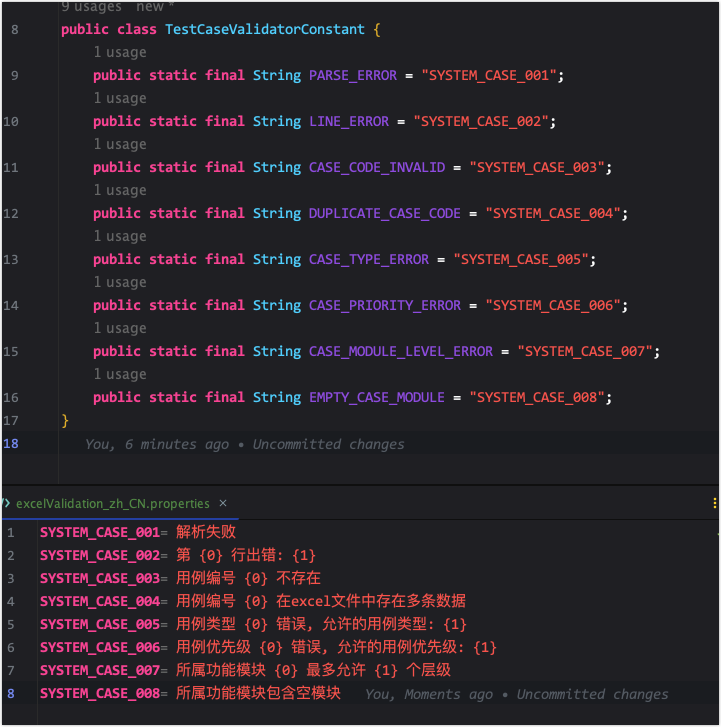 9 usages new *
8 public class TestCaseValidatorConstant {
1 usage
9 public static final String PARSE_ERROR = "SYSTEM_CASE_001";
1 usage
10 public static final String LINE_ERROR = "SYSTEM_CASE_002";
1 usage
11 public static final String CASE_CODE_INVALID = "SYSTEM_CASE_003";
1 usage
12 public static final String DUPLICATE_CASE_CODE = "SYSTEM_CASE_004";
1 usage
13 public static final String CASE_TYPE_ERROR = "SYSTEM_CASE_005";
1 usage
14 public static final String CASE_PRIORITY_ERROR = "SYSTEM_CASE_006";
1 usage
15 public static final String CASE_MODULE_LEVEL_ERROR = "SYSTEM_CASE_007";
1 usage
16 public static final String EMPTY_CASE_MODULE = "SYSTEM_CASE_008";
17 }
18 You, 6 minutes ago • Uncommitted changes
excelValidation_zh_CN.properties ×
1 SYSTEM_CASE_001= 解析失败
2 SYSTEM_CASE_002= 第 {0} 行出错: {1}
3 SYSTEM_CASE_003= 用例编号 {0} 不存在
4 SYSTEM_CASE_004= 用例编号 {0} 在excel文件中存在多条数据
5 SYSTEM_CASE_005= 用例类型 {0} 错误, 允许的用例类型: {1}
6 SYSTEM_CASE_006= 用例优先级 {0} 错误, 允许的用例优先级: {1}
7 SYSTEM_CASE_007= 所属功能模块 {0} 最多允许 {1} 个层级
8 SYSTEM_CASE_008= 所属功能模块包含空模块 You, Moments ago • Uncommitted changes